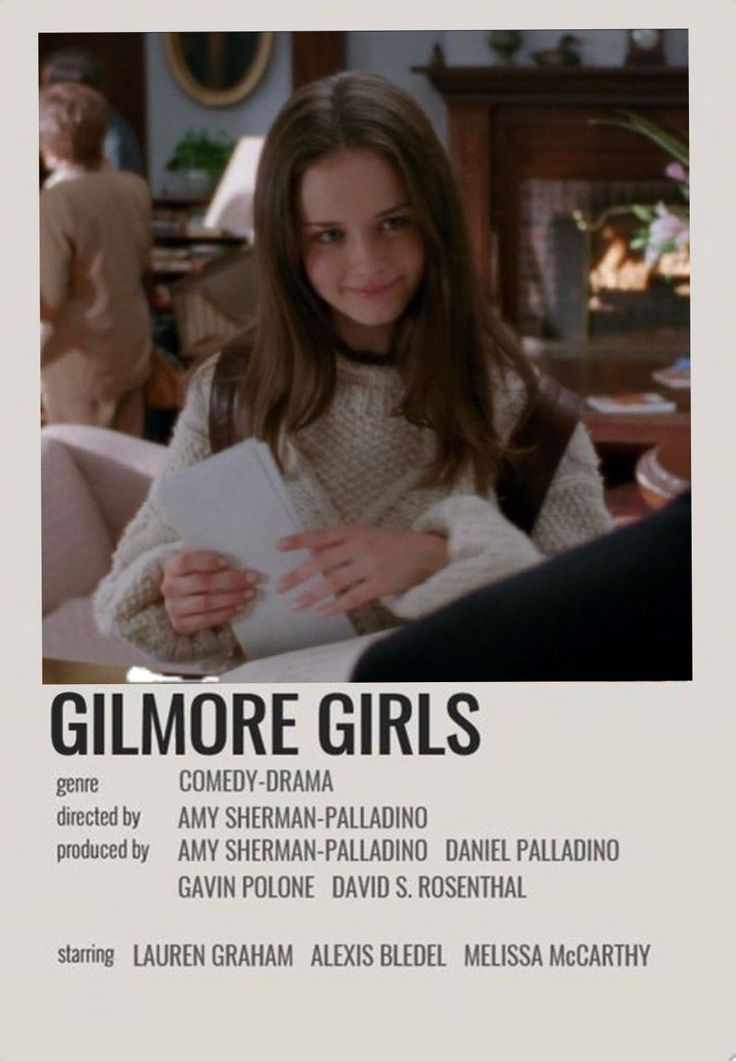 GILMORE GIRLS
genre COMEDY-DRAMA
directed by AMY SHERMAN-PALLADINO
produced by AMY SHERMAN-PALLADINO DANIEL PALLADINO
GAVIN POLONE DAVID S. ROSENTHAL
starring LAUREN GRAHAM ALEXIS BLEDEL MELISSA McCARTHY